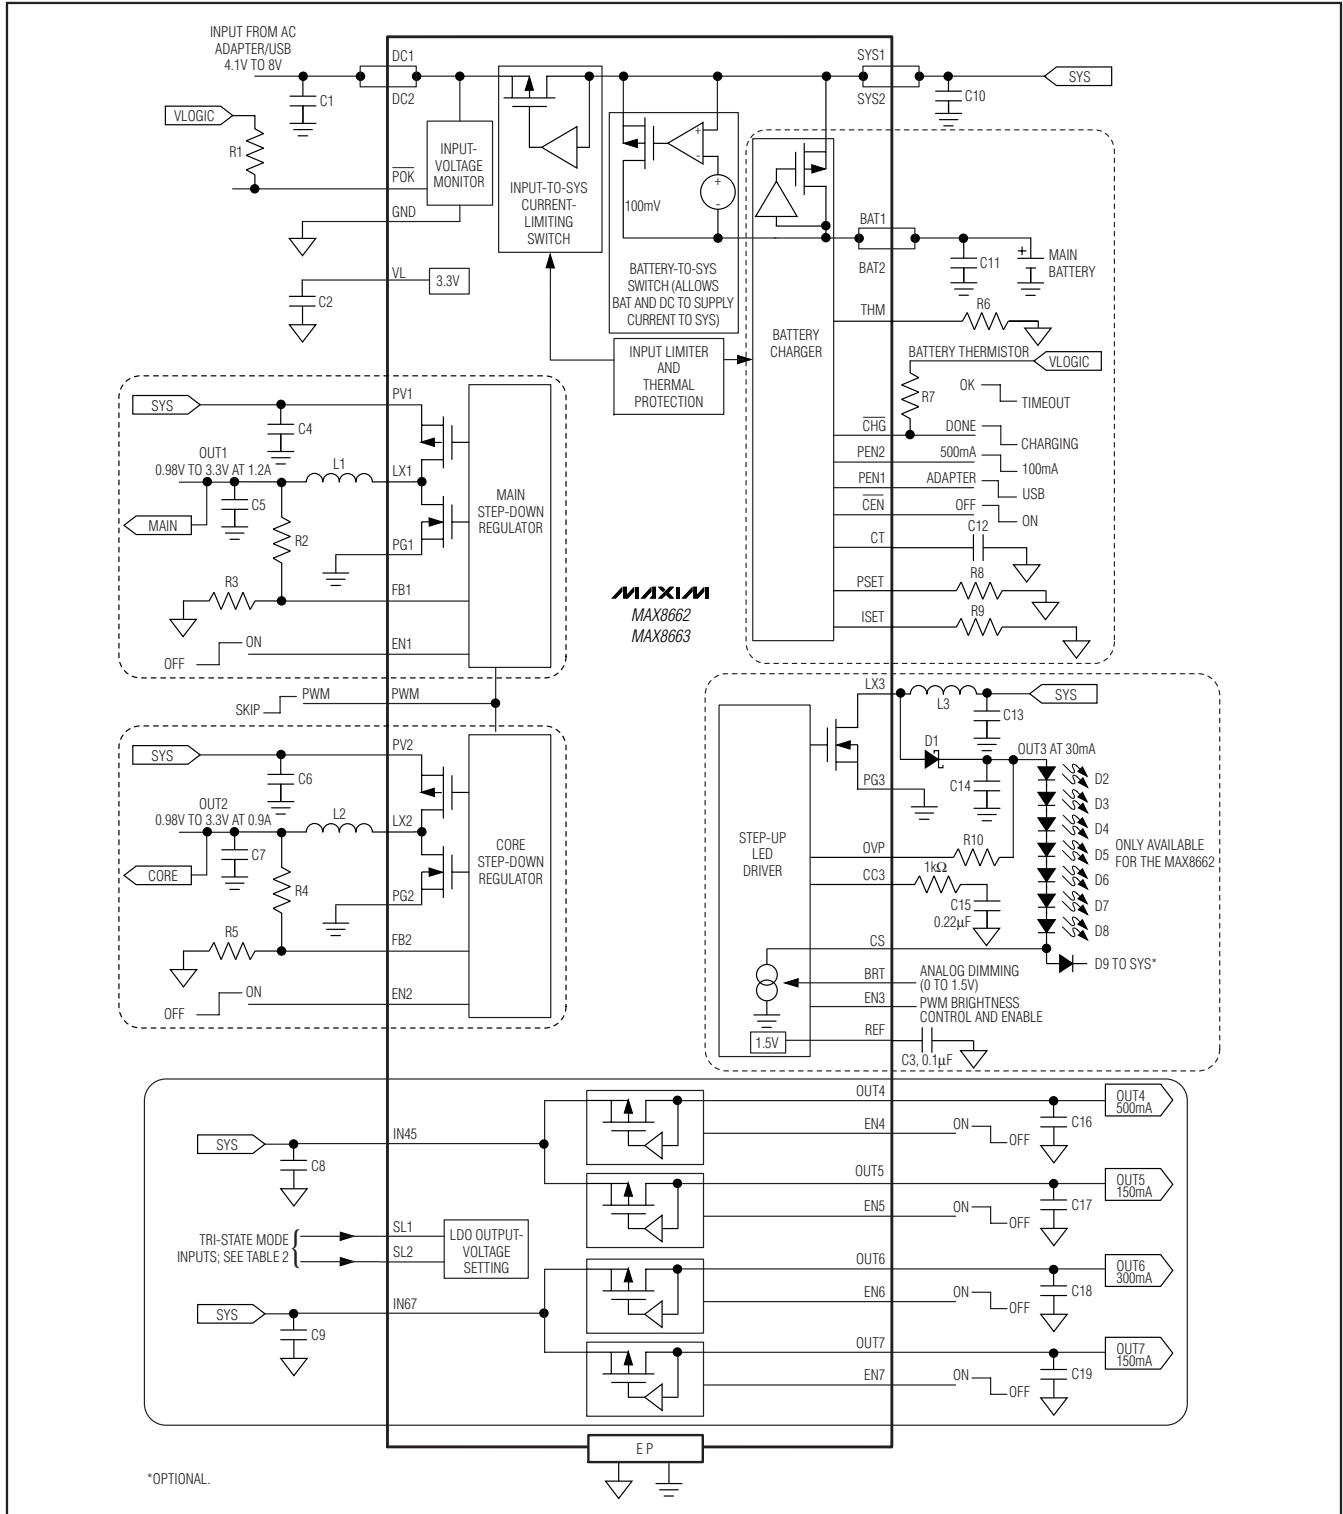 INPUT FROM AC
ADAPTER/USB
4.1V TO 8V
DC1
DC2
C1
VLOGIC
R1
POK
GND
INPUT-
VOLTAGE
MONITOR
INPUT-TO-SYS
CURRENT-
LIMITING
SWITCH
+
-
+
-
100mV
BATTERY-TO-SYS
SWITCH (ALLOWS
BAT AND DC TO SUPPLY
CURRENT TO SYS)
SYS1
SYS2
C10
SYS
BAT1
BAT2
C11
+
MAIN
BATTERY
VL
3.3V
C2
INPUT LIMITER
AND
THERMAL
PROTECTION
BATTERY
CHARGER
THM
R6
BATTERY THERMISTOR
VLOGIC
R7
OK
TIMEOUT
CHG
DONE
CHARGING
PEN2
500mA
100mA
PEN1
ADAPTER
USB
CEN
OFF
ON
CT
C12
PSET
R8
ISET
R9
SYS
C4
PV1
OUT1
0.98V TO 3.3V AT 1.2A
L1
LX1
C5
MAIN
R2
PG1
R3
FB1
OFF
ON
EN1
MAIN
STEP-DOWN
REGULATOR
MAXIM
MAX8662
MAX8663
SKIP
PWM
PWM
SYS
C6
PV2
OUT2
0.98V TO 3.3V AT 0.9A
L2
LX2
C7
CORE
R4
PG2
R5
FB2
OFF
ON
EN2
CORE
STEP-DOWN
REGULATOR
LX3
L3
SYS
C13
D1
OUT3 AT 30mA
PG3
C14
D2
D3
D4
D5
D6
D7
D8
ONLY AVAILABLE
FOR THE MAX8662
STEP-UP
LED
DRIVER
OVP
R10
CC3
1kΩ
C15
0.22μF
CS
D9 TO SYS*
BRT
ANALOG DIMMING
(0 TO 1.5V)
EN3
PWM BRIGHTNESS
CONTROL AND ENABLE
REF
1.5V
C3, 0.1μF
SYS
C8
IN45
OUT4
OUT4
500mA
C16
EN4
ON
OFF
OUT5
OUT5
150mA
C17
EN5
ON
OFF
TRI-STATE MODE
INPUTS; SEE TABLE 2
SL1
SL2
LDO OUTPUT-
VOLTAGE
SETTING
SYS
C9
IN67
OUT6
OUT6
300mA
C18
EN6
ON
OFF
OUT7
OUT7
150mA
C19
EN7
ON
OFF
EP
*OPTIONAL.